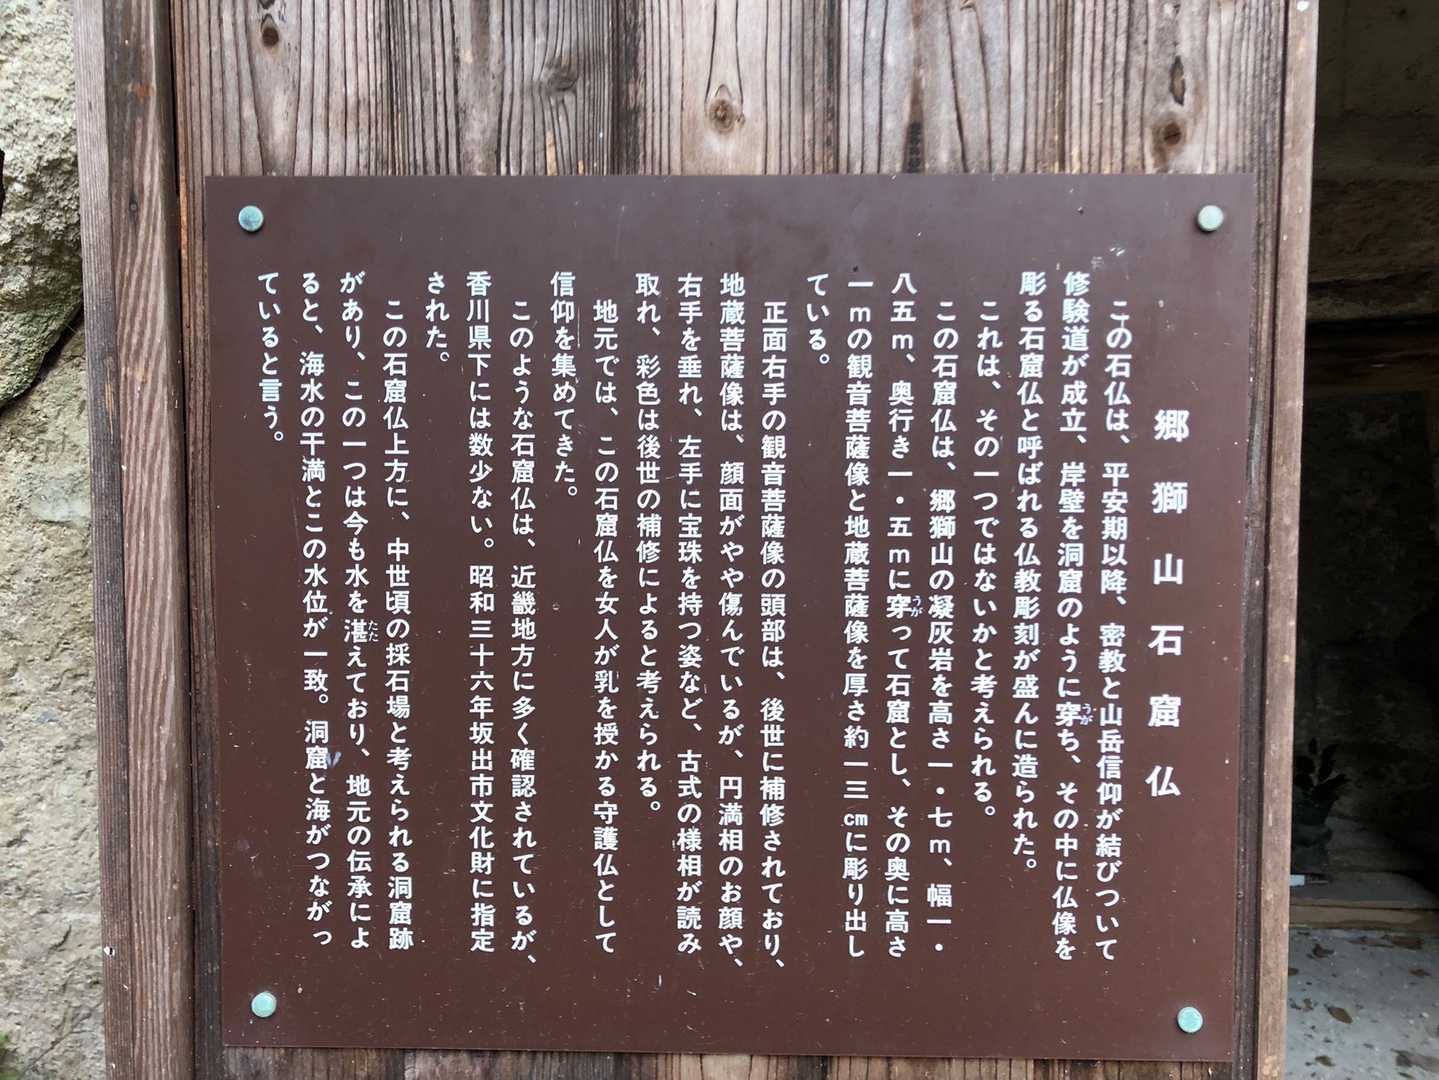 郷獅山石窟仏
この石仏は、平安期以降、密教と山岳信仰が結びついて
修験道が成立、岸壁を洞窟のように穿ち、その中に仏像を
うが
彫る石窟仏と呼ばれる仏教彫刻が盛んに造られた。
これは、その一つではないかと考えられる。
この石窟仏は、郷獅山の凝灰岩を高さ一・七m、幅一・
八五m、奥行き一・五mに穿って石窟とし、その奥に高さ
うが
一mの観音菩薩像と地蔵菩薩像を厚さ約一三cmに彫り出し
ている。
正面右手の観音菩薩像の頭部は、後世に補修されており、
地蔵菩薩像は、顔面がやや傷んでいるが、円満相のお顔や、
右手を垂れ、左手に宝珠を持つ姿など、古式の様相が読み
取れ、彩色は後世の補修によると考えられる。
地元では、この石窟仏を女人が乳を授かる守護仏として
信仰を集めてきた。
このような石窟仏は、近畿地方に多く確認されているが、
香川県下には数少ない。昭和三十六年坂出市文化財に指定
された。
この石窟仏上方に、中世頃の採石場と考えられる洞窟跡
があり、この一つは今も水を湛えており、地元の伝承によ
たた
ると、海水の干満とこの水位が一致。洞窟と海がつながっ
ていると言う。